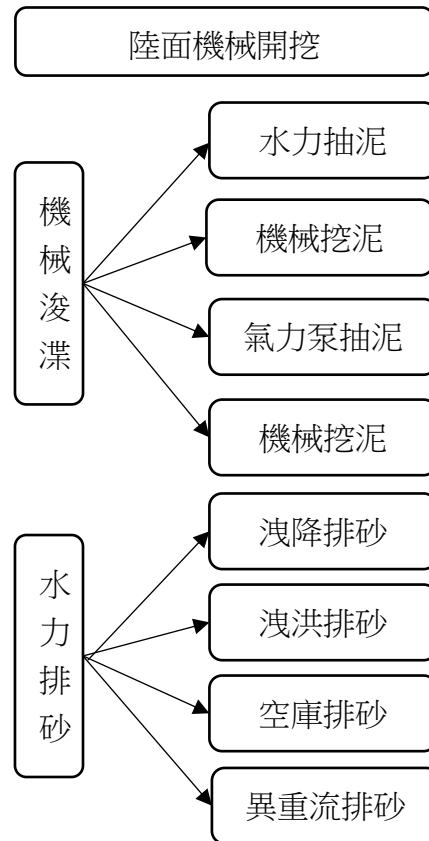 陸面機械開挖
機械浚渫
水力抽泥
機械挖泥
氣力泵抽泥
機械挖泥
水力排砂
洩降排砂
洩洪排砂
空庫排砂
異重流排砂